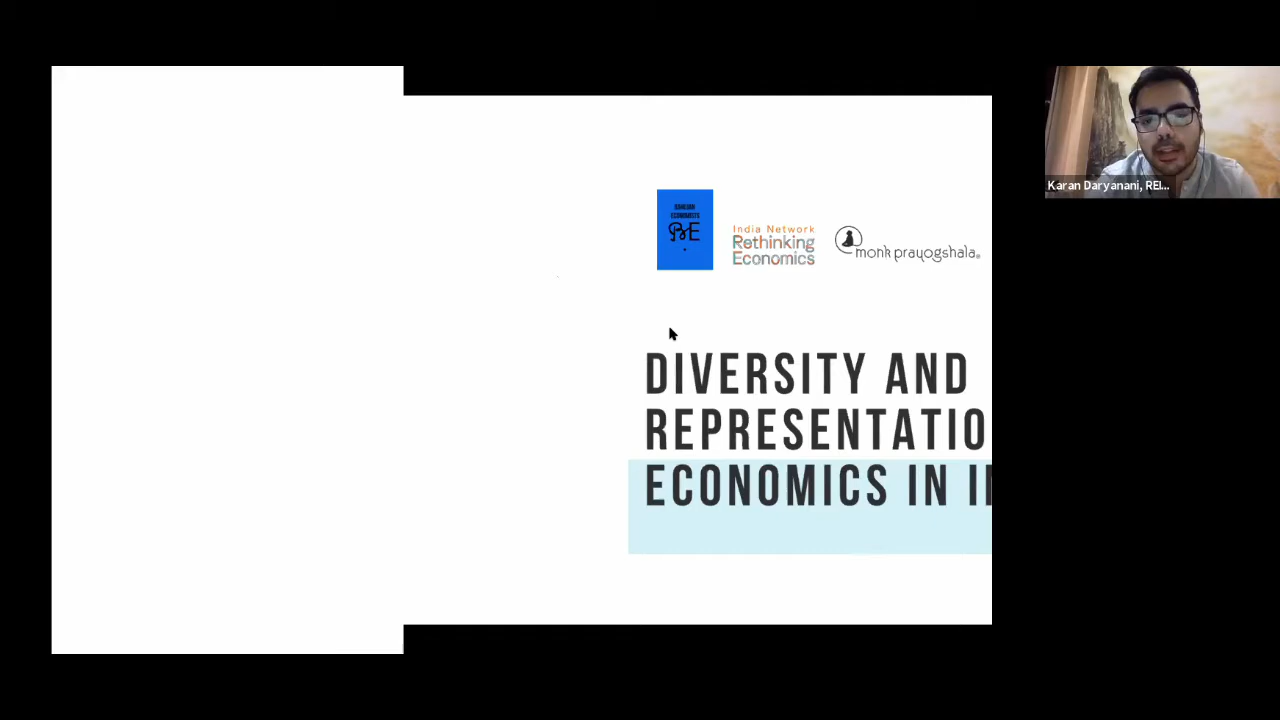 India Network
Rethinking
Economics
monk prayogshala
DIVERSITY AND
REPRESENTATIO
ECONOMICS IN I
Karan Daryanani, REI...